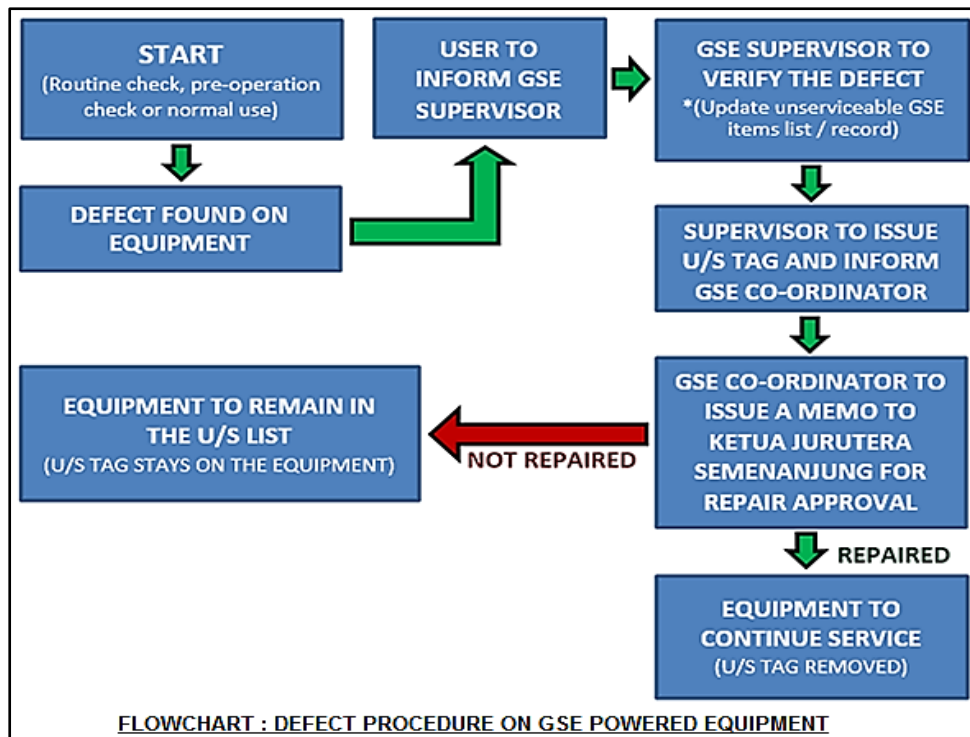 START
(Routine check, pre-operation
check or normal use)
DEFECT FOUND ON
EQUIPMENT
USER TO
INFORM GSE
SUPERVISOR
GSE SUPERVISOR TO
VERIFY THE DEFECT
*(Update unserviceable GSE
items list / record)
SUPERVISOR TO ISSUE
U/S TAG AND INFORM
GSE CO-ORDINATOR
GSE CO-ORDINATOR TO
ISSUE A MEMO TO
KETUA JURUTERA
SEMENANJUNG FOR
REPAIR APPROVAL
NOT REPAIRED
EQUIPMENT TO REMAIN IN
THE U/S LIST
(U/S TAG STAYS ON THE EQUIPMENT)
REPAIRED
EQUIPMENT TO
CONTINUE SERVICE
(U/S TAG REMOVED)
FLOWCHART : DEFECT PROCEDURE ON GSE POWERED EQUIPMENT